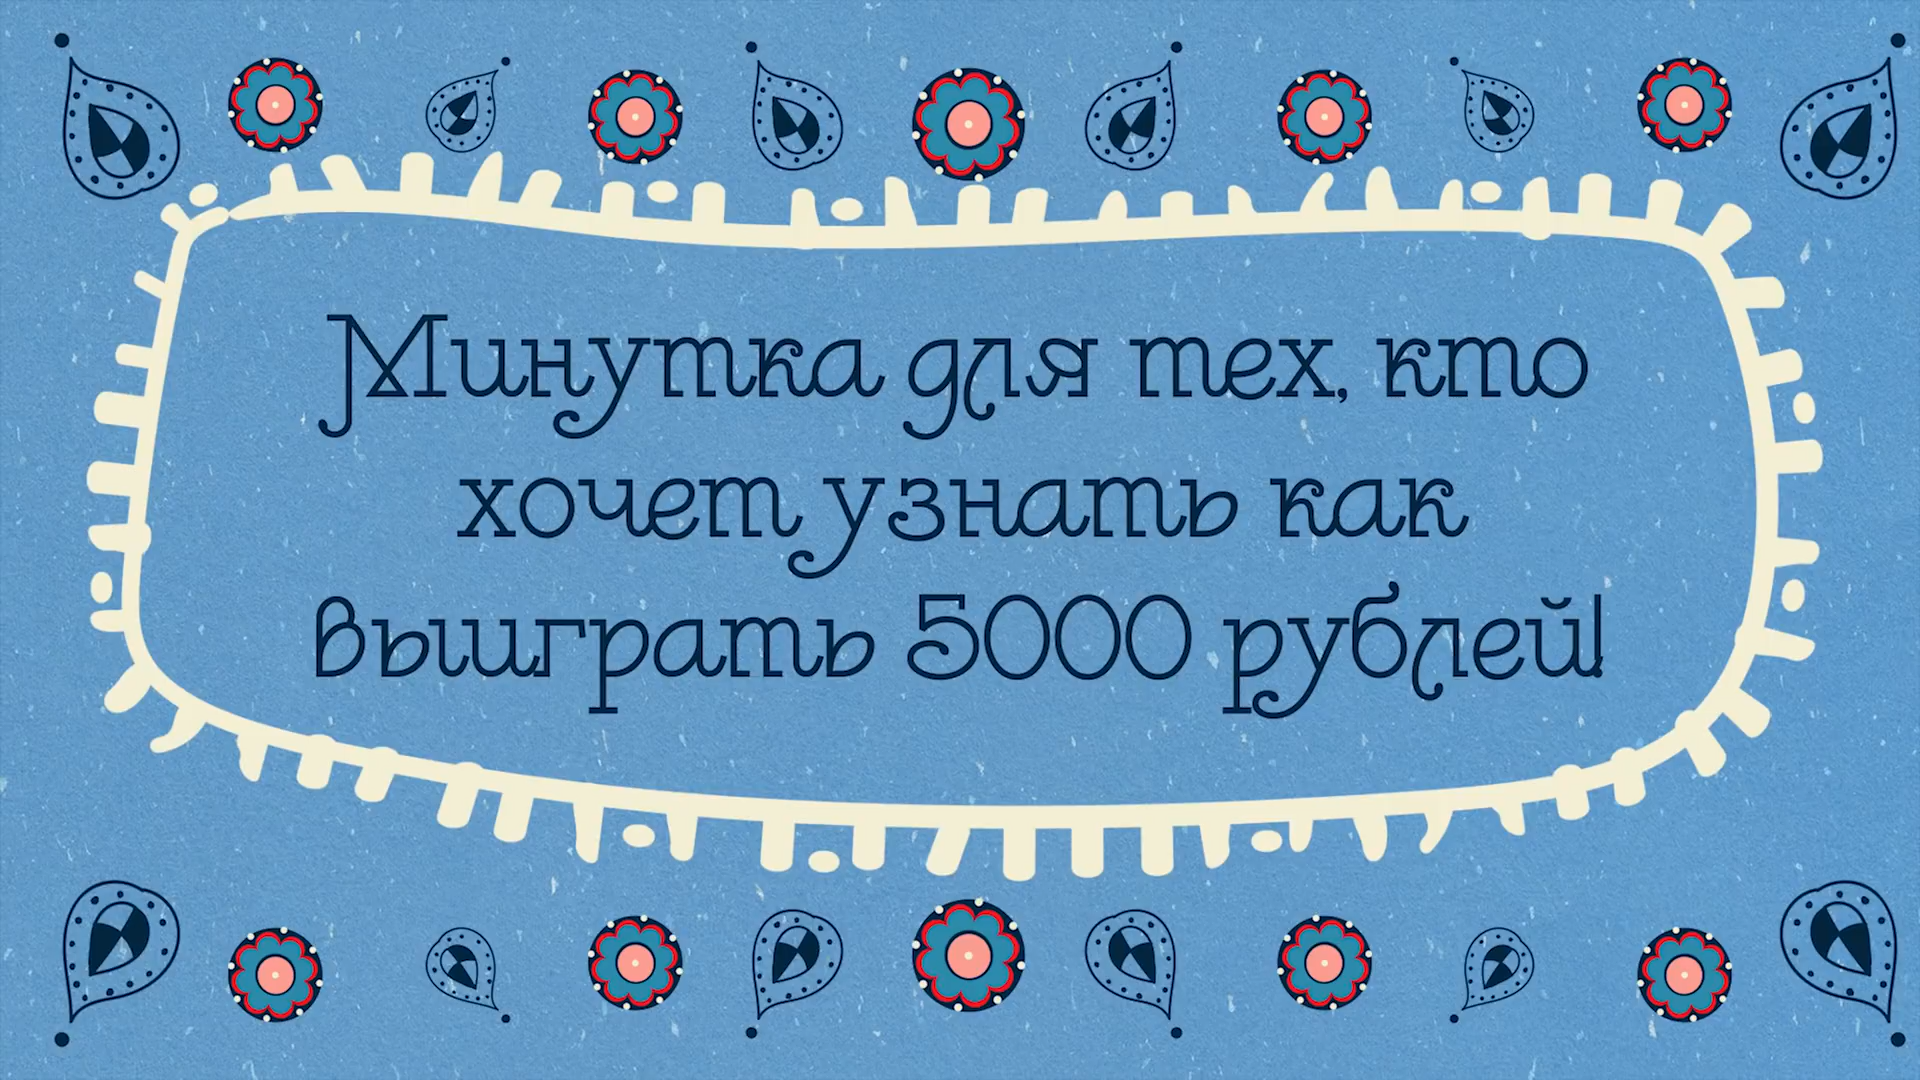 Минутка для тех, кто
хочет узнать как
выиграть 5000 рублей!